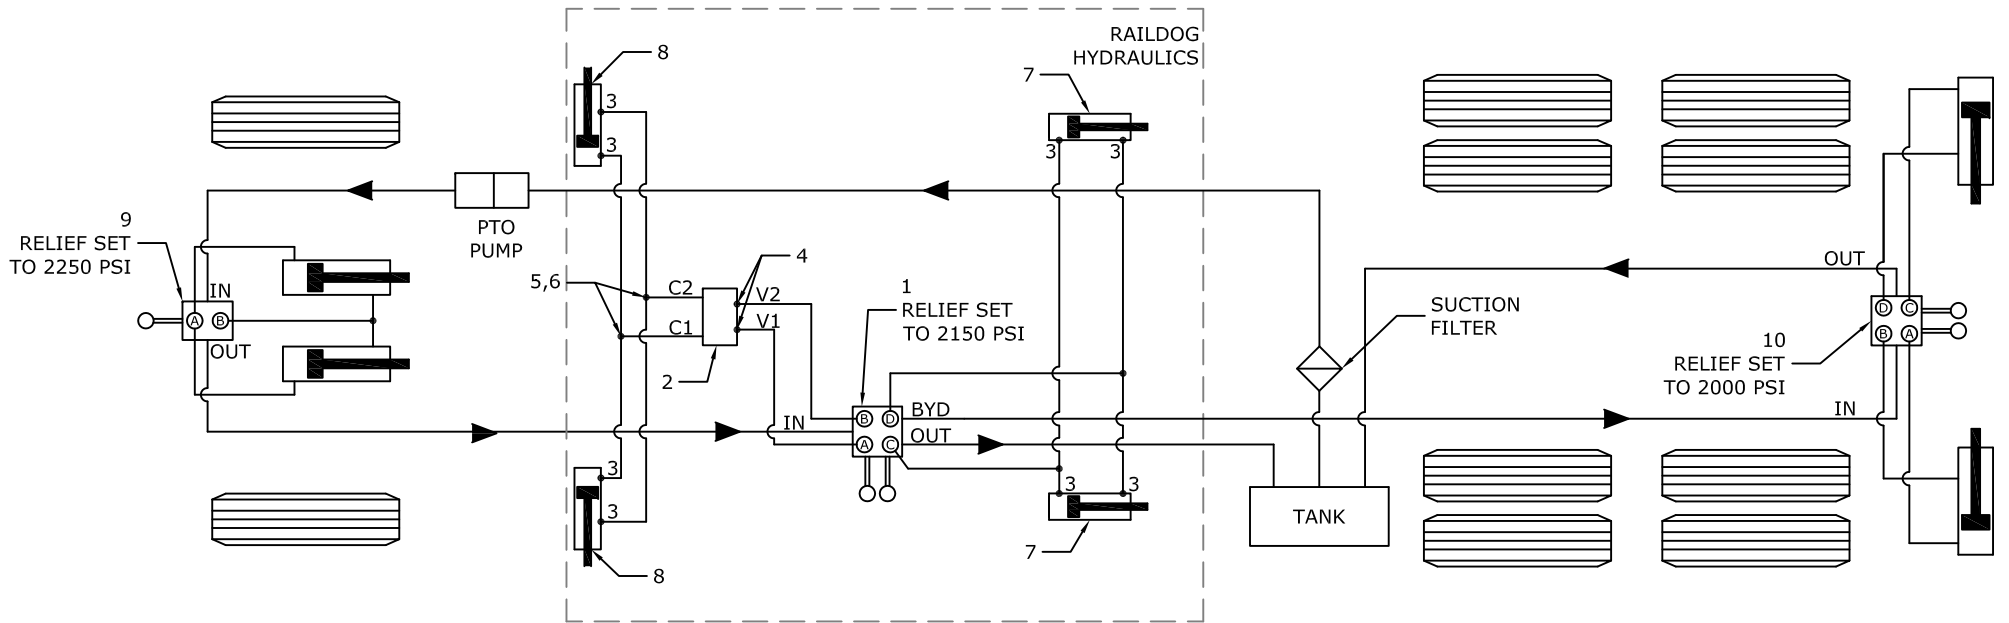 RAILDOG
HYDRAULICS
8
7
3
3
3
3
PTO
PUMP
9
RELIEF SET
TO 2250 PSI
IN
A
B
OUT
5,6
C2
C1
4
V2
V1
2
1
RELIEF SET
TO 2150 PSI
IN
B
D
A
C
BYD
OUT
3
3
3
3
7
8
SUCTION
FILTER
TANK
OUT
D
C
B
A
10
RELIEF SET
TO 2000 PSI
IN